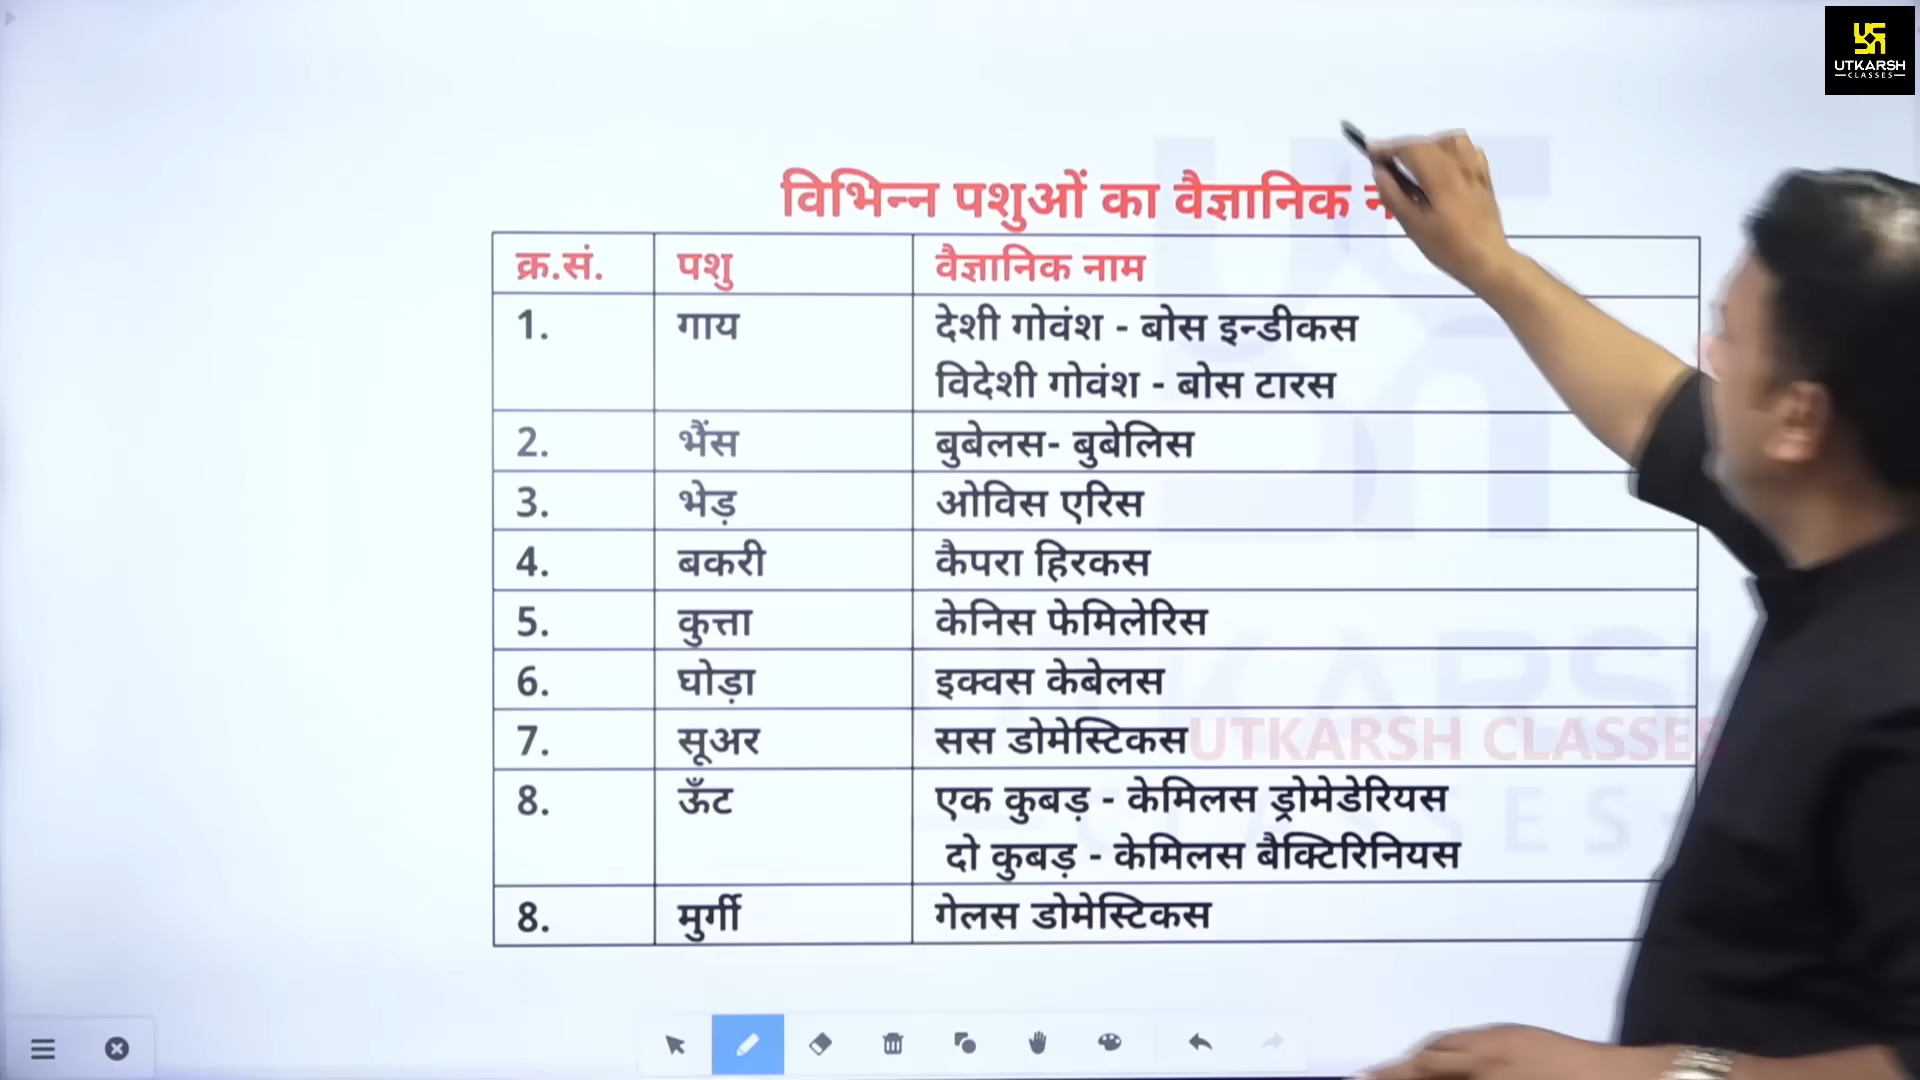 UTKARSH
CLASSES
विभिन्न पशुओं का वैज्ञानिक
क्र.सं. पशु वैज्ञानिक नाम
1. गाय देशी गोवंश - बोस इन्डीकस
विदेशी गोवंश - बोस टारस
2. भैंस बुबेलस- बुबेलिस
3. भेड़ ओविस एरिस
4. बकरी कैपरा हिरकस
5. कुत्ता केनिस फेमिलेरिस
6. घोड़ा इक्वस केबेलस
7. सूअर सस डोमेस्टिकस
UTKARSH CLASSES
8. ऊँट एक कुबड़ - केमिलस ड्रोमेडेरियस
दो कुबड़ - केमिलस बैक्टिरिनियस
8. मुर्गी गेलस डोमेस्टिकस